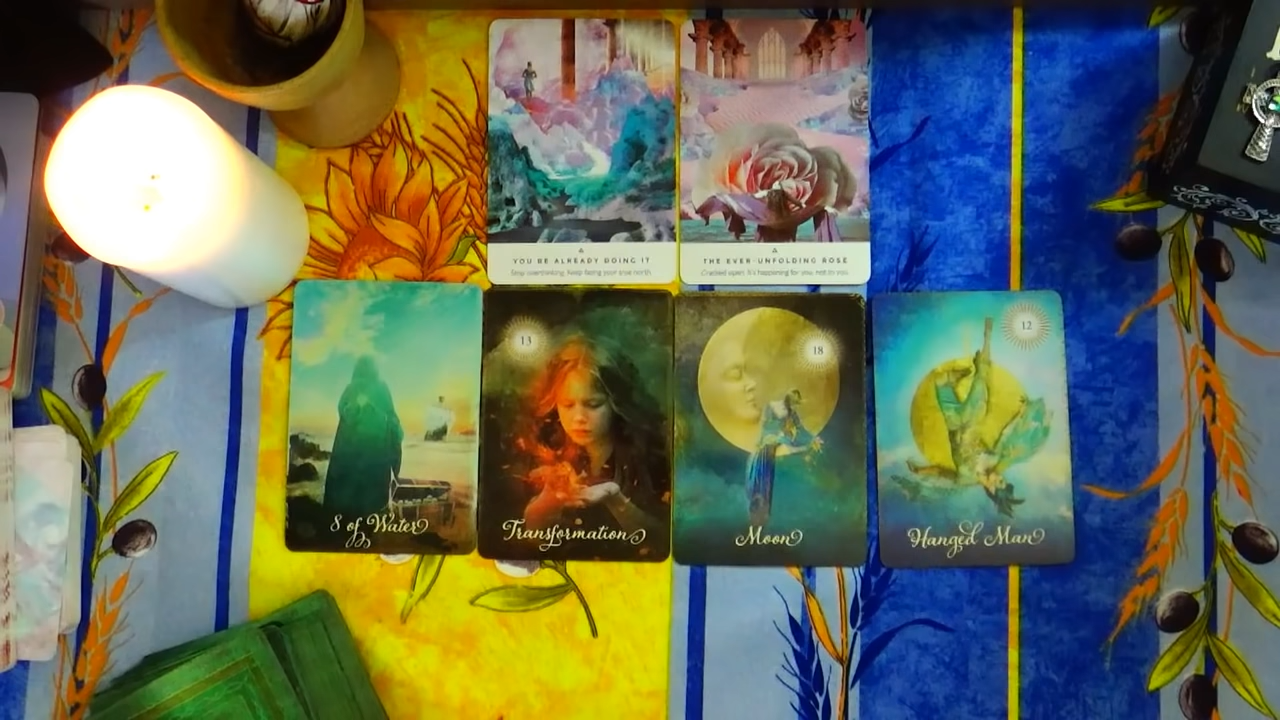 YOU'RE ALREADY DOING IT
Stop overthinking. Keep facing your true north.
THE EVER-UNFOLDING ROSE
Cracked open. It's happening for you, not to you.
8 of Water
13
Transformation
18
Moon
12
Hanged Man